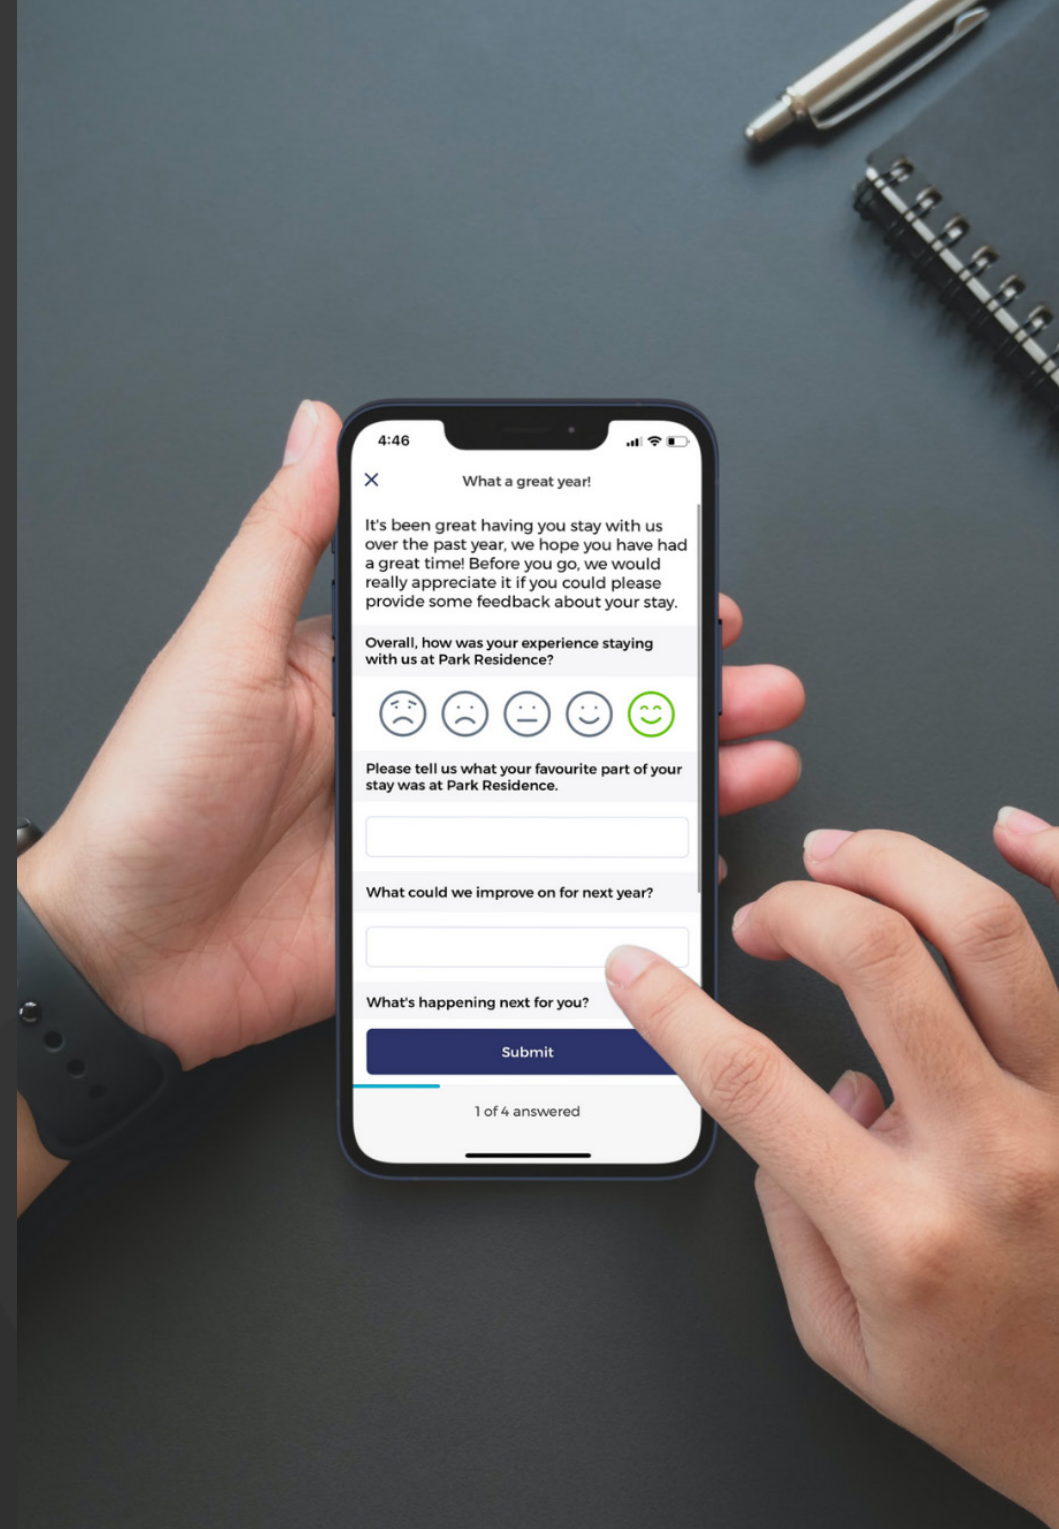 4:46
What a great year!
It's been great having you stay with us
over the past year, we hope you have had
a great time! Before you go, we would
really appreciate it if you could please
provide some feedback about your stay.
Overall, how was your experience staying
with us at Park Residence?
Please tell us what your favourite part of your
stay was at Park Residence.
What could we improve on for next year?
What's happening next for you?
Submit
1 of 4 answered